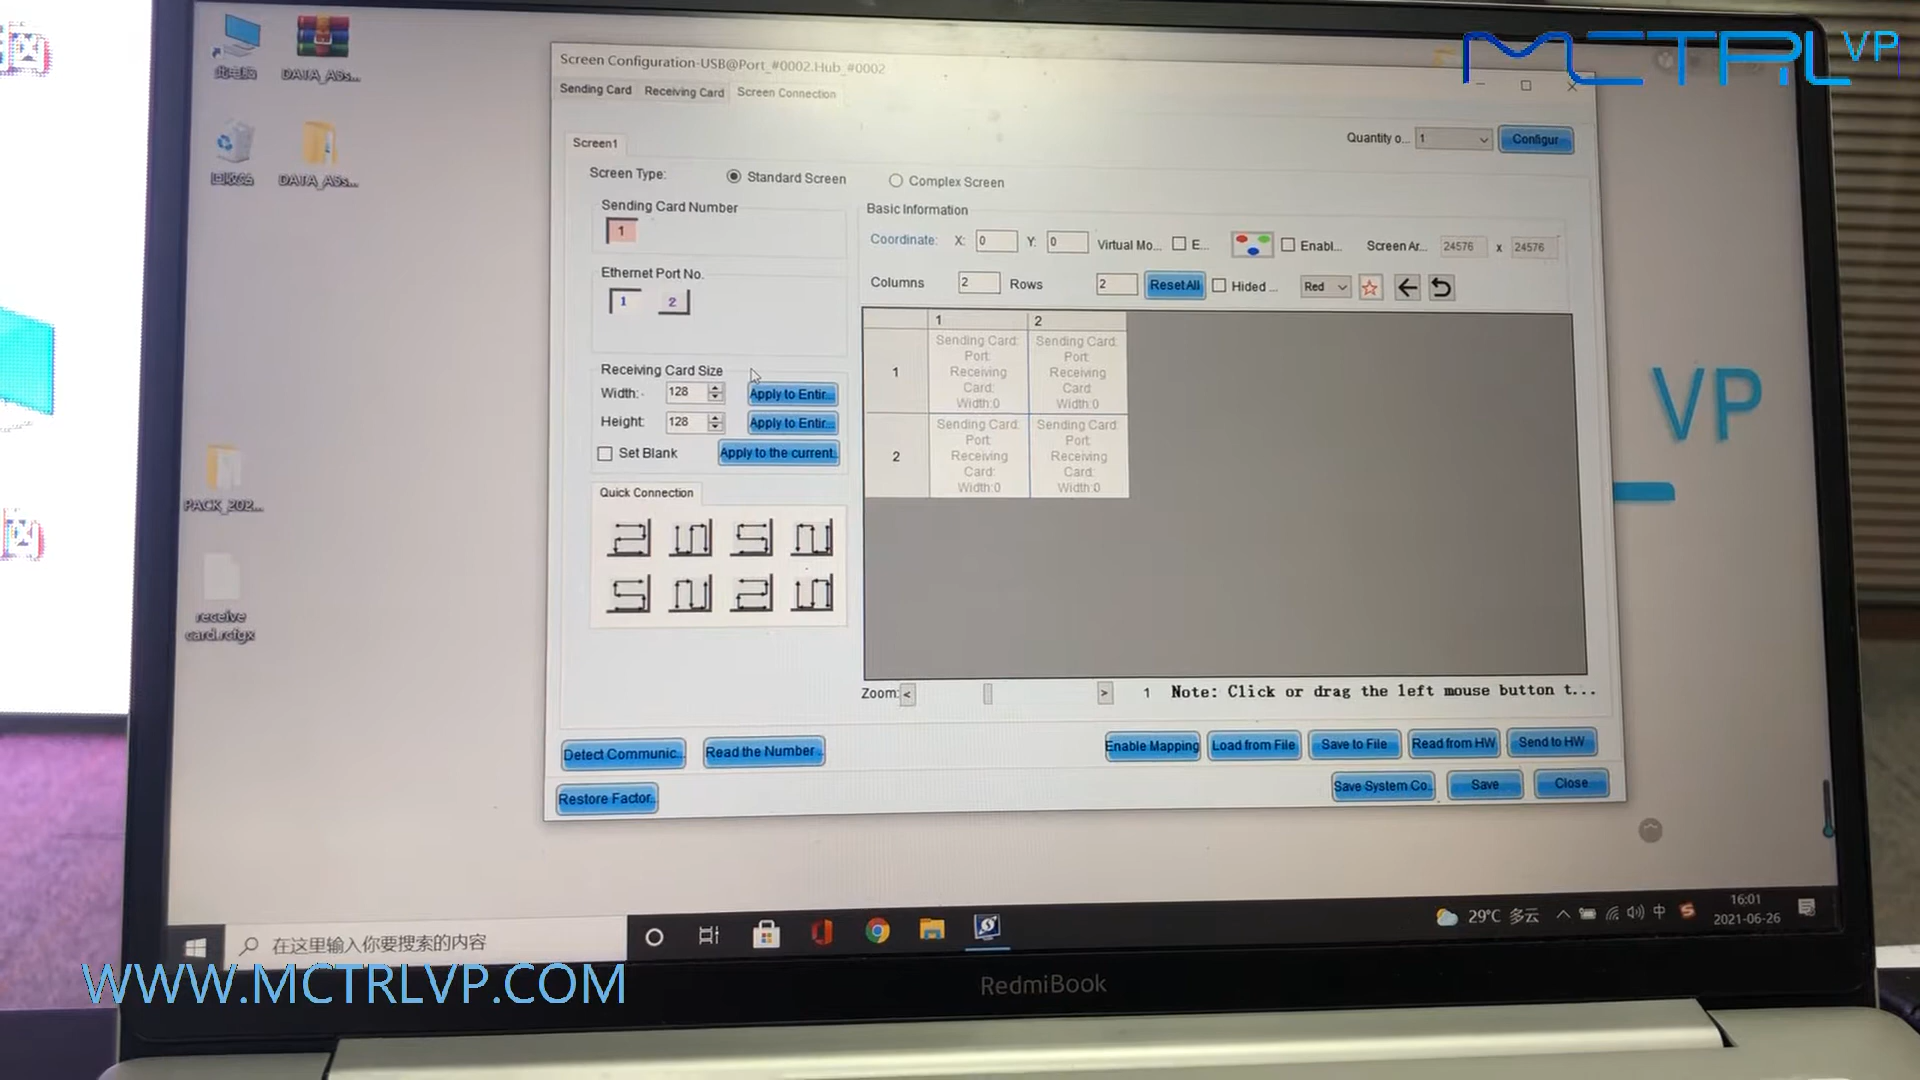 MCTRL VP
此电脑
DATA_A9s...
回收站
DATA_A9s...
PACK_202...
receive
card.rcfgx
Screen Configuration-USB@Port_#0002.Hub_#0002
Sending Card Receiving Card Screen Connection
Quantity o... 1 Configur
Screen1
Screen Type: Standard Screen Complex Screen
Sending Card Number
1
Ethernet Port No.
1 2
Receiving Card Size
Width: 128 Apply to Entir...
Height: 128 Apply to Entir...
Set Blank Apply to the current.
Quick Connection
Basic Information
Coordinate: X: 0 Y: 0 Virtual Mo... E... Enabl... Screen Ar... 24576 x 24576
Columns 2 Rows 2 Reset All Hided ... Red
1 2
1
Sending Card:
Port:
Receiving
Card:
Width:0
Sending Card:
Port:
Receiving
Card:
Width:0
2
Sending Card:
Port:
Receiving
Card:
Width:0
Sending Card:
Port:
Receiving
Card:
Width:0
Zoom: < > 1 Note: Click or drag the left mouse button t...
Detect Communic... Read the Number... Enable Mapping Load from File Save to File Read from HW Send to HW
Restore Factor... Save System Co... Save Close
VP
在这里输入你要搜索的内容
29°C 多云 中
16:01
2021-06-26
WWW.MCTRLVP.COM
RedmiBook